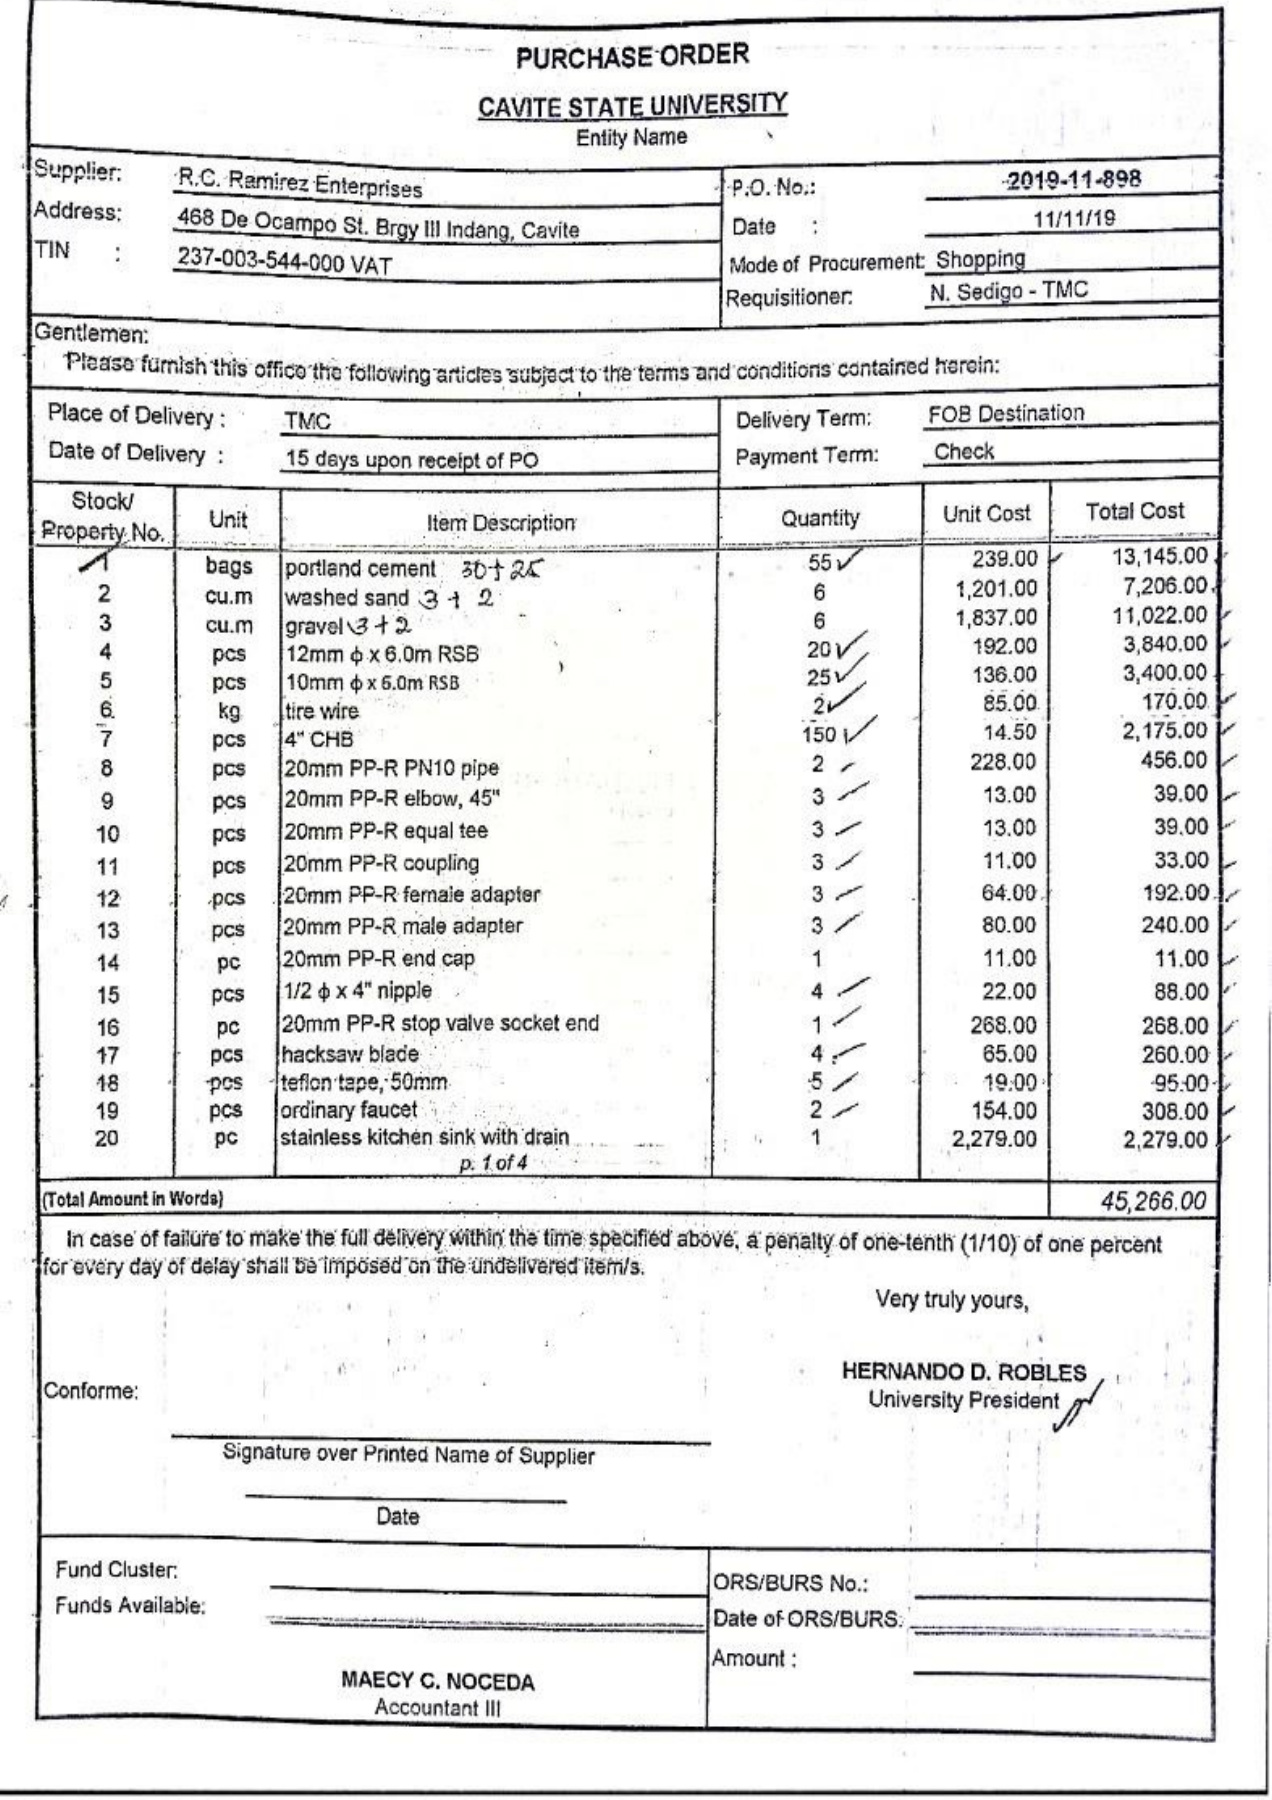 PURCHASE ORDER
CAVITE STATE UNIVERSITY
Entity Name
Supplier: R.C. Ramirez Enterprises
Address: 468 De Ocampo St. Brgy III Indang, Cavite
TIN : 237-003-544-000 VAT
P.O. No.: 2019-11-898
Date : 11/11/19
Mode of Procurement: Shopping
Requisitioner: N. Sedigo - TMC
Gentlemen:
Please furnish this office the following articles subject to the terms and conditions contained herein:
Place of Delivery : TMC
Date of Delivery : 15 days upon receipt of PO
Delivery Term: FOB Destination
Payment Term: Check
Stock/ Property No. Unit Item Description Quantity Unit Cost Total Cost
1 bags portland cement 30+25 55 239.00 13,145.00
2 cu.m washed sand 3+2 6 1,201.00 7,206.00
3 cu.m gravel 3+2 6 1,837.00 11,022.00
4 pcs 12mm ϕ x 6.0m RSB 20 192.00 3,840.00
5 pcs 10mm ϕ x 6.0m RSB 25 136.00 3,400.00
6 kg tire wire 2 85.00 170.00
7 pcs 4" CHB 150 14.50 2,175.00
8 pcs 20mm PP-R PN10 pipe 2 228.00 456.00
9 pcs 20mm PP-R elbow, 45" 3 13.00 39.00
10 pcs 20mm PP-R equal tee 3 13.00 39.00
11 pcs 20mm PP-R coupling 3 11.00 33.00
12 pcs 20mm PP-R female adapter 3 64.00 192.00
13 pcs 20mm PP-R male adapter 3 80.00 240.00
14 pc 20mm PP-R end cap 1 11.00 11.00
15 pcs 1/2 ϕ x 4" nipple 4 22.00 88.00
16 pc 20mm PP-R stop valve socket end 1 268.00 268.00
17 pcs hacksaw blade 4 65.00 260.00
18 pcs teflon tape, 50mm 5 19.00 95.00
19 pcs ordinary faucet 2 154.00 308.00
20 pc stainless kitchen sink with drain 1 2,279.00 2,279.00
p. 1 of 4
(Total Amount in Words) 45,266.00
In case of failure to make the full delivery within the time specified above, a penalty of one-tenth (1/10) of one percent
for every day of delay shall be imposed on the undelivered item/s.
Very truly yours,
HERNANDO D. ROBLES
University President
Conforme:
Signature over Printed Name of Supplier
Date
Fund Cluster:
Funds Available:
MAECY C. NOCEDA
Accountant III
ORS/BURS No.:
Date of ORS/BURS:
Amount :